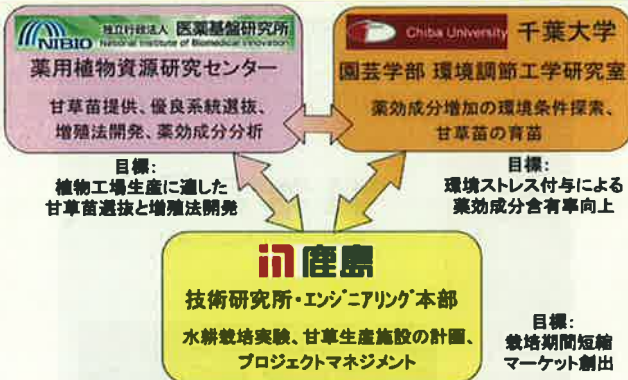 NIBIO 独立行政法人 医薬基盤研究所
National Institute of Biomedical Innovation
薬用植物資源研究センター
甘草苗提供、優良系統選抜、
増殖法開発、薬効成分分析
Chiba University 千葉大学
園芸学部 環境調節工学研究室
薬効成分増加の環境条件探索、
甘草苗の育苗
目標:
植物工場生産に適した
甘草苗選抜と増殖法開発
目標:
環境ストレス付与による
薬効成分含有率向上
鹿島
技術研究所・エンジニアリング本部
水耕栽培実験、甘草生産施設の計画、
プロジェクトマネジメント
目標:
栽培期間短縮
マーケット創出